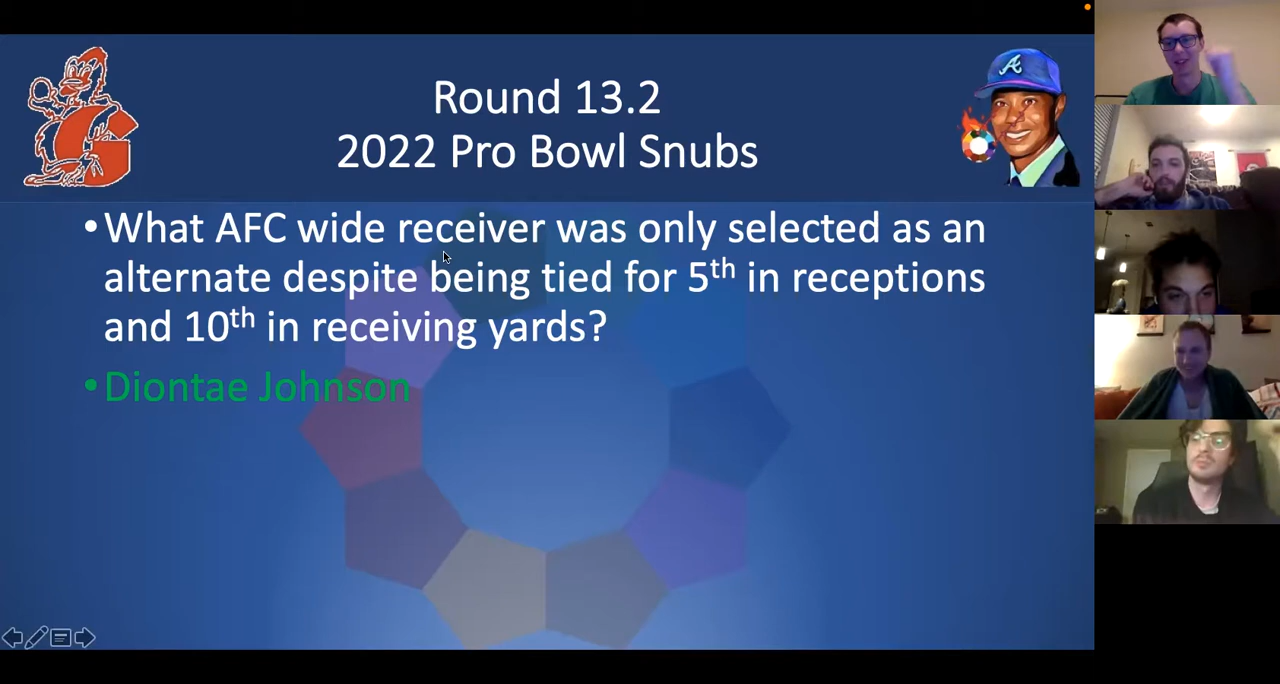 Round 13.2
2022 Pro Bowl Snubs
•What AFC wide receiver was only selected as an
alternate despite being tied for 5th in receptions
and 10th in receiving yards?
•Diontae Johnson